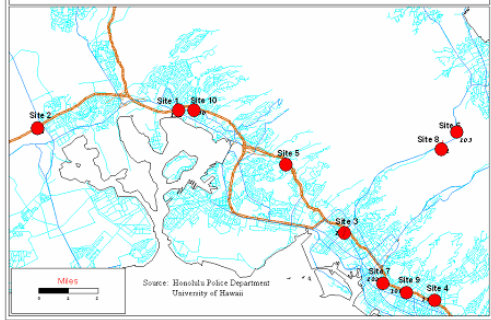 Site 2
Site 1
Site 10
Site 6
103
Site 8
Site 5
Site 3
Site 7
Site 9
Site 4
Miles
Source: Honolulu Police Department
University of Hawaii